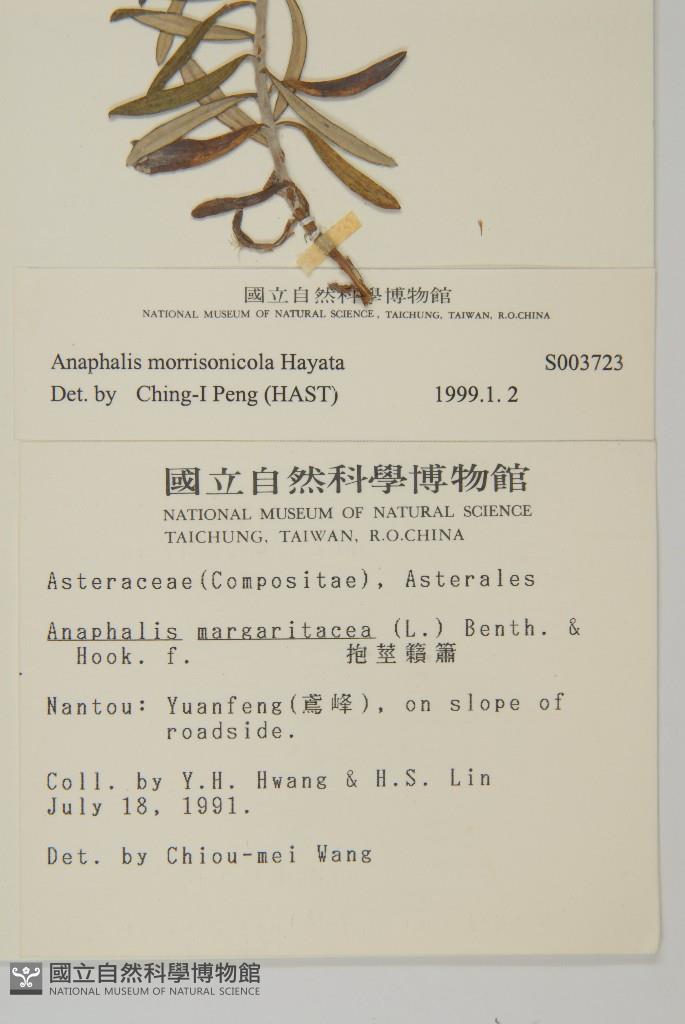 國立自然科學博物館
NATIONAL MUSEUM OF NATURAL SCIENCE, TAICHUNG, TAIWAN, R.O.CHINA
Anaphalis morrisonicola Hayata S003723
Det. by Ching-I Peng (HAST) 1999.1. 2
國立自然科學博物館
NATIONAL MUSEUM OF NATURAL SCIENCE
TAICHUNG, TAIWAN, R.O.CHINA
Asteraceae(Compositae), Asterales
Anaphalis margaritacea (L.) Benth. &
Hook. f. 抱莖籟簫
Nantou: Yuanfeng(鳶峰), on slope of
roadside.
Coll. by Y.H. Hwang & H.S. Lin
July 18, 1991.
Det. by Chiou-mei Wang
國立自然科學博物館
NATIONAL MUSEUM OF NATURAL SCIENCE